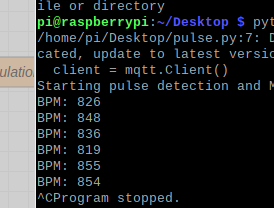 ile or directory
pi@raspberrypi:~/Desktop $ pyt
/home/pi/Desktop/pulse.py:7: D
cated, update to latest versio
client = mqtt.Client()
Starting pulse detection and M
BPM: 826
BPM: 848
BPM: 836
BPM: 819
BPM: 855
BPM: 854
^CProgram stopped.
ulation